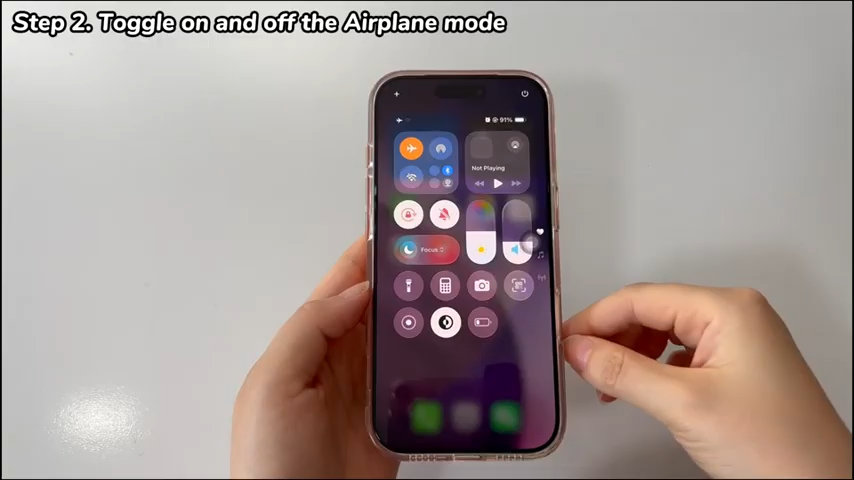 Step 2. Toggle on and off the Airplane mode
91%
Not Playing
Focus